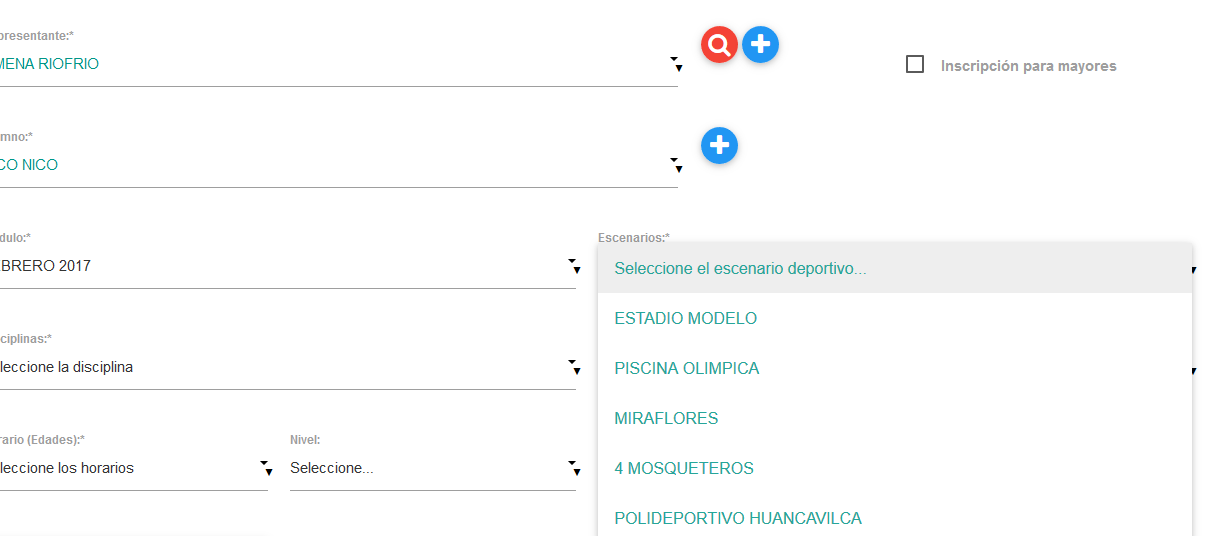 presentante:*
MENA RIOFRIO
Inscripción para mayores
mno:*
CO NICO
dulo:*
BRERO 2017
Escenarios:*
Seleccione el escenario deportivo...
ESTADIO MODELO
PISCINA OLIMPICA
MIRAFLORES
4 MOSQUETEROS
POLIDEPORTIVO HUANCAVILCA
ciplinas:*
leccione la disciplina
rario (Edades):*
leccione los horarios
Nivel:
Seleccione...